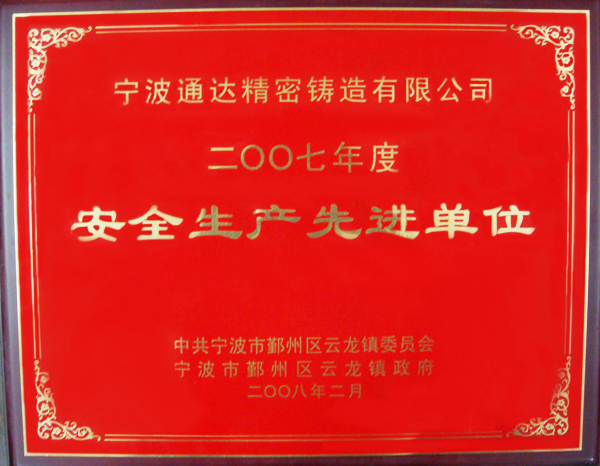 宁波通达精密铸造有限公司
二〇〇七年度
安全生产先进单位
中共宁波市鄞州区云龙镇委员会
宁波市鄞州区云龙镇政府
二〇〇八年二月